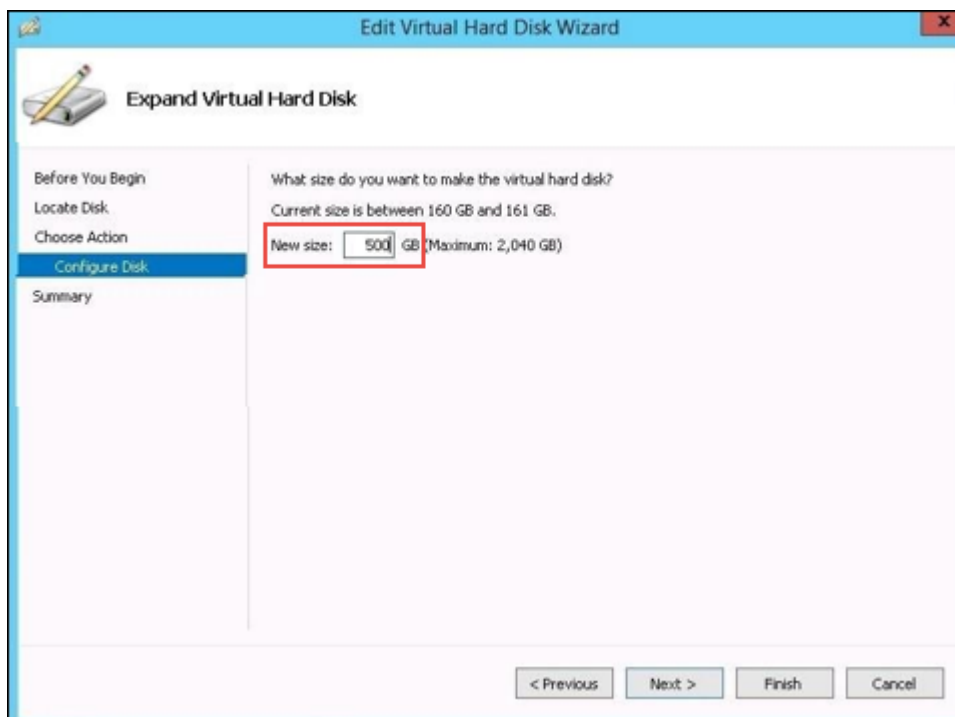 Edit Virtual Hard Disk Wizard
x
Expand Virtual Hard Disk
Before You Begin
Locate Disk
Choose Action
Configure Disk
Summary
What size do you want to make the virtual hard disk?
Current size is between 160 GB and 161 GB.
New size: 500 GB (Maximum: 2,040 GB)
< Previous Next > Finish Cancel